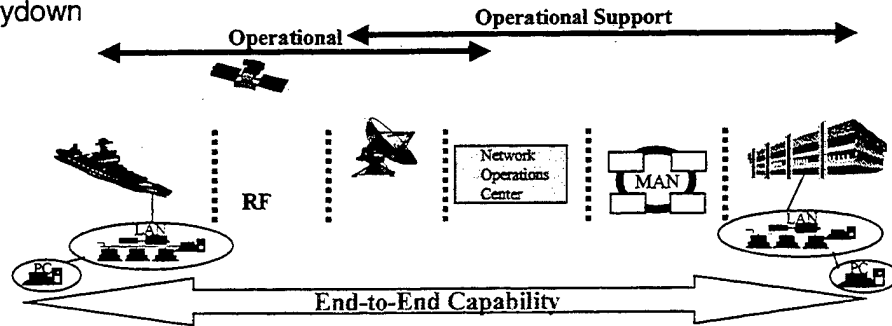 ydown
Operational Support
Operational
Network
Operations
Center
MAN
RF
LAN
LAN
PC
PC
End-to-End Capability